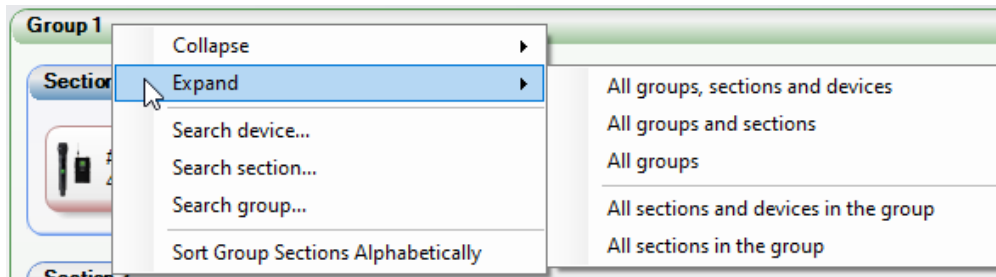 Group 1
Collapse
Expand
Search device...
Search section...
Search group...
Sort Group Sections Alphabetically
All groups, sections and devices
All groups and sections
All groups
All sections and devices in the group
All sections in the group